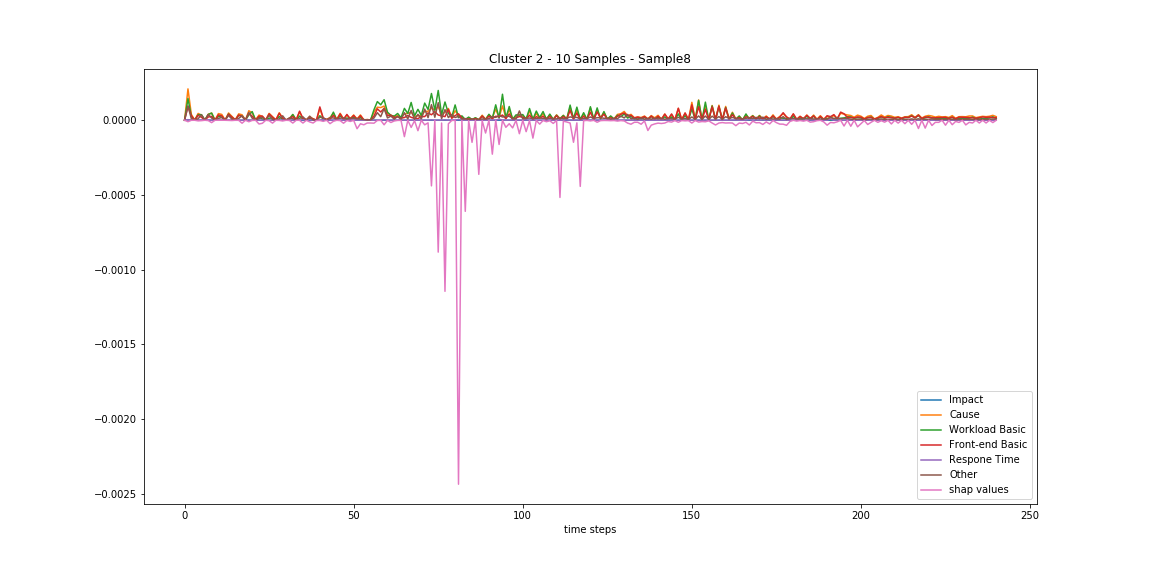 Cluster 2 - 10 Samples - Sample8
0.0000
−0.0005
−0.0010
−0.0015
−0.0020
−0.0025
Impact
Cause
Workload Basic
Front-end Basic
Respone Time
Other
shap values
0 50 100 150 200 250
time steps